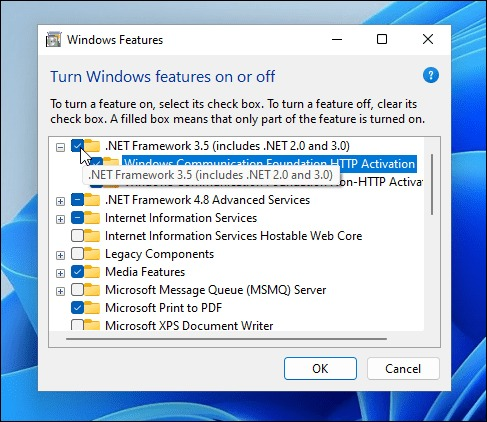 Windows Features
Turn Windows features on or off
To turn a feature on, select its check box. To turn a feature off, clear its
check box. A filled box means that only part of the feature is turned on.
.NET Framework 3.5 (includes .NET 2.0 and 3.0)
Windows Communication Foundation HTTP Activation
.NET Framework 3.5 (includes .NET 2.0 and 3.0)
Windows Communication Foundation Non-HTTP Activa
.NET Framework 4.8 Advanced Services
Internet Information Services
Internet Information Services Hostable Web Core
Legacy Components
Media Features
Microsoft Message Queue (MSMQ) Server
Microsoft Print to PDF
Microsoft XPS Document Writer
OK
Cancel